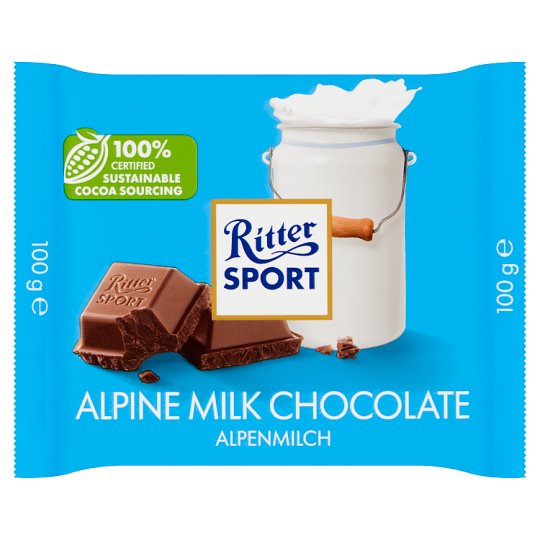 100%
CERTIFIED
SUSTAINABLE
COCOA SOURCING
Ritter
SPORT
Ritter
SPORT
100 g e
100 g e
ALPINE MILK CHOCOLATE
ALPENMILCH